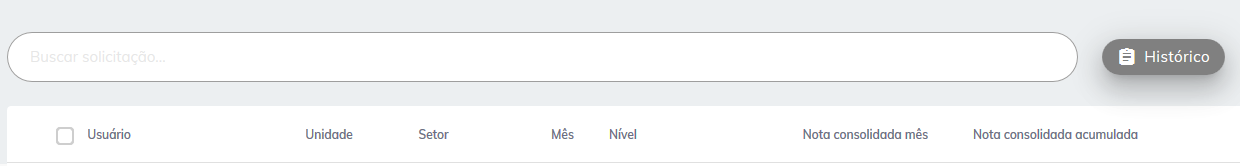 Buscar solicitação...
Histórico
Usuário Unidade Setor Mês Nível Nota consolidada mês Nota consolidada acumulada